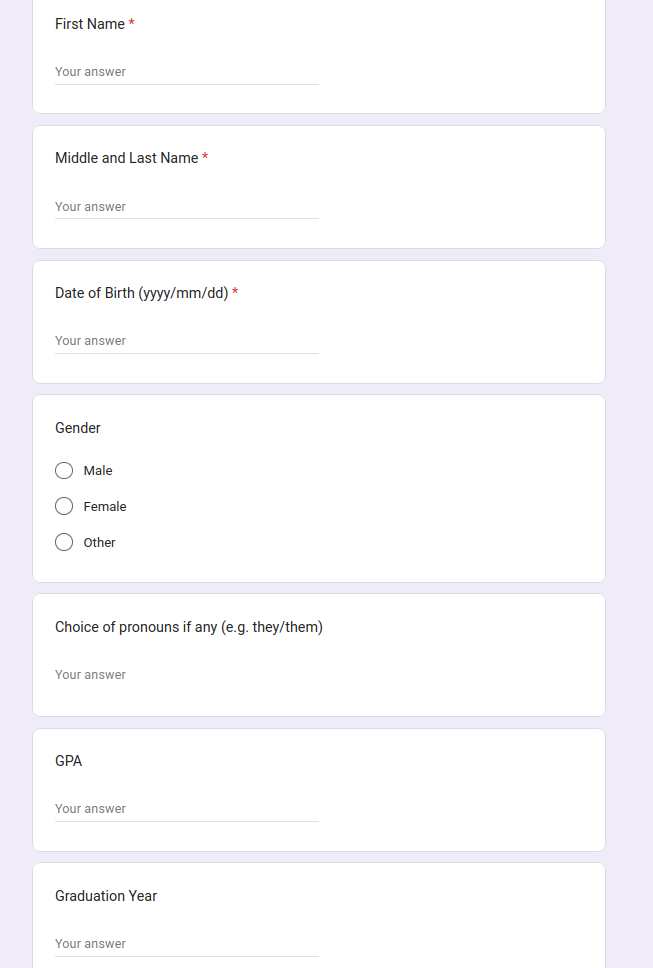 First Name *
Your answer
Middle and Last Name *
Your answer
Date of Birth (yyyy/mm/dd) *
Your answer
Gender
Male
Female
Other
Choice of pronouns if any (e.g. they/them)
Your answer
GPA
Your answer
Graduation Year
Your answer